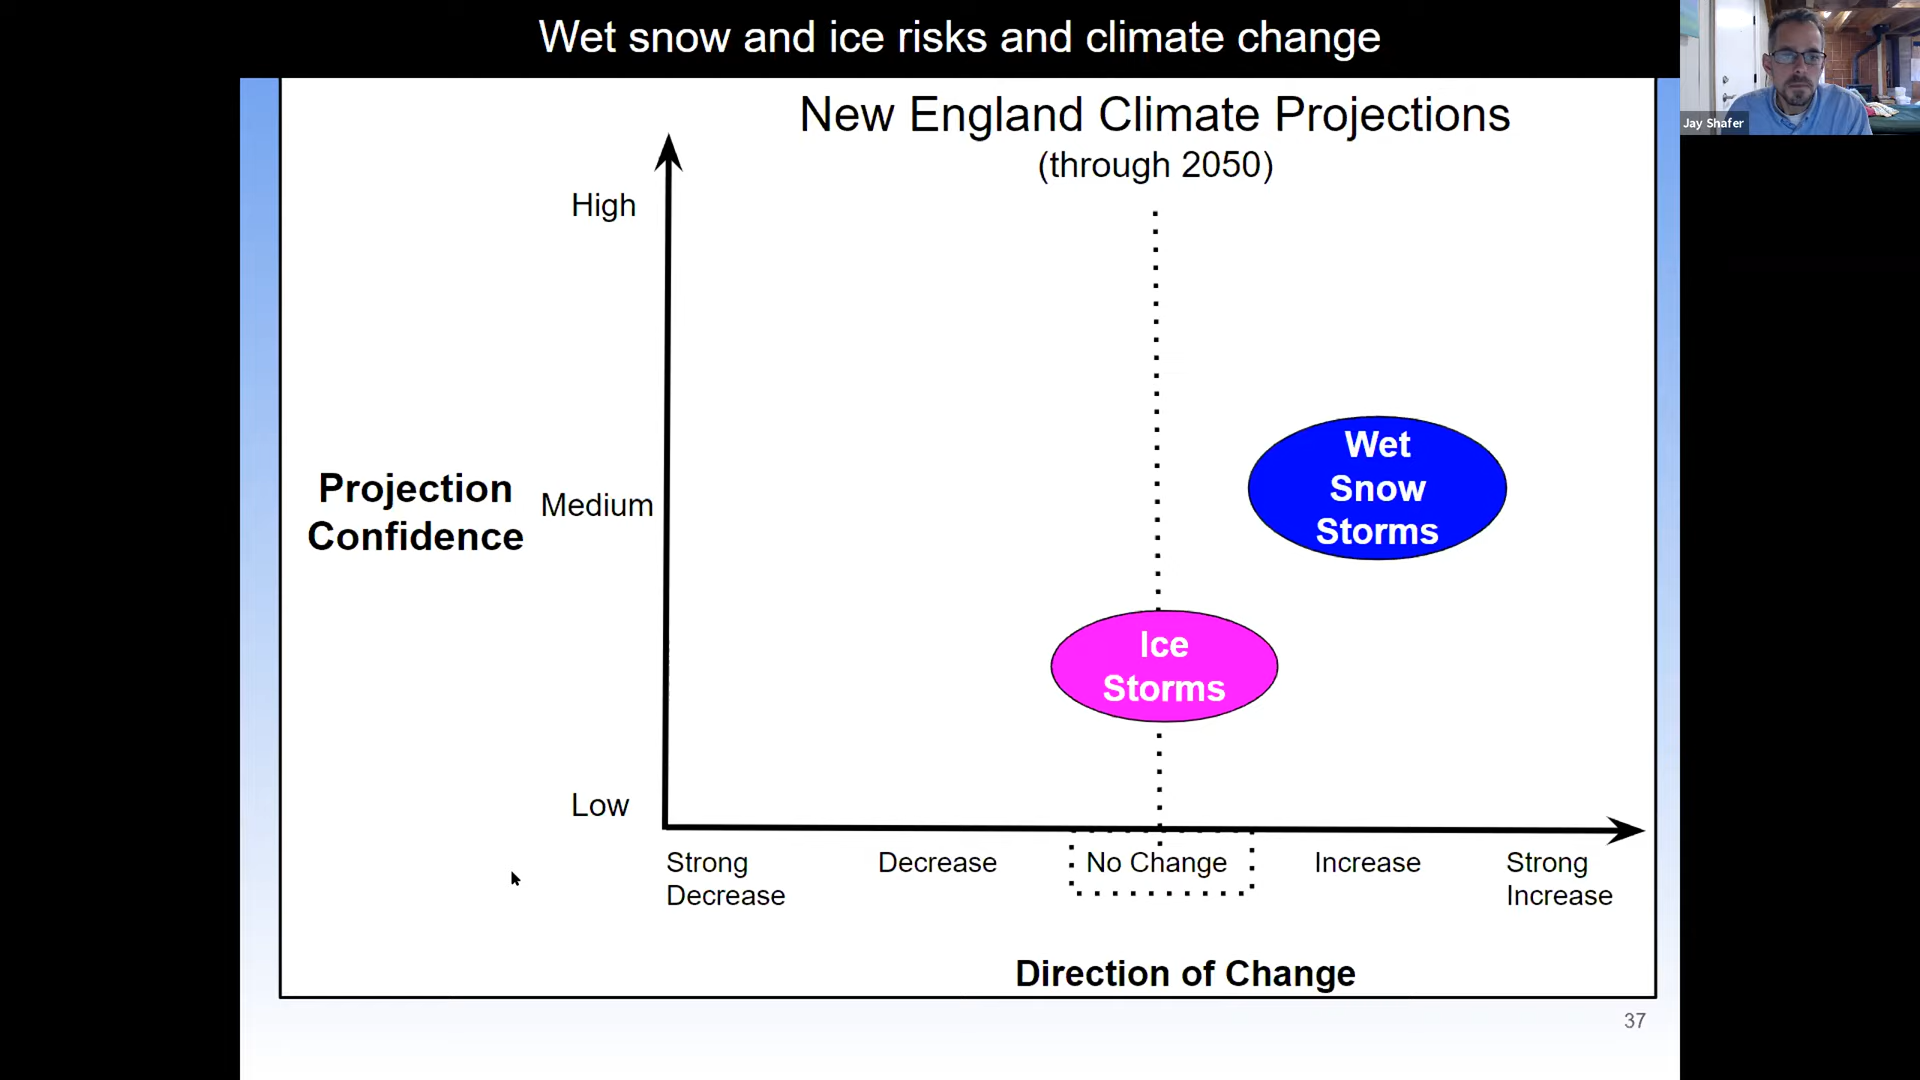 Wet snow and ice risks and climate change
Jay Shafer
New England Climate Projections
(through 2050)
High
Wet
Snow
Storms
Projection
Confidence
Medium
Ice
Storms
Low
Strong
Decrease
Decrease
No Change
Increase
Strong
Increase
Direction of Change
37